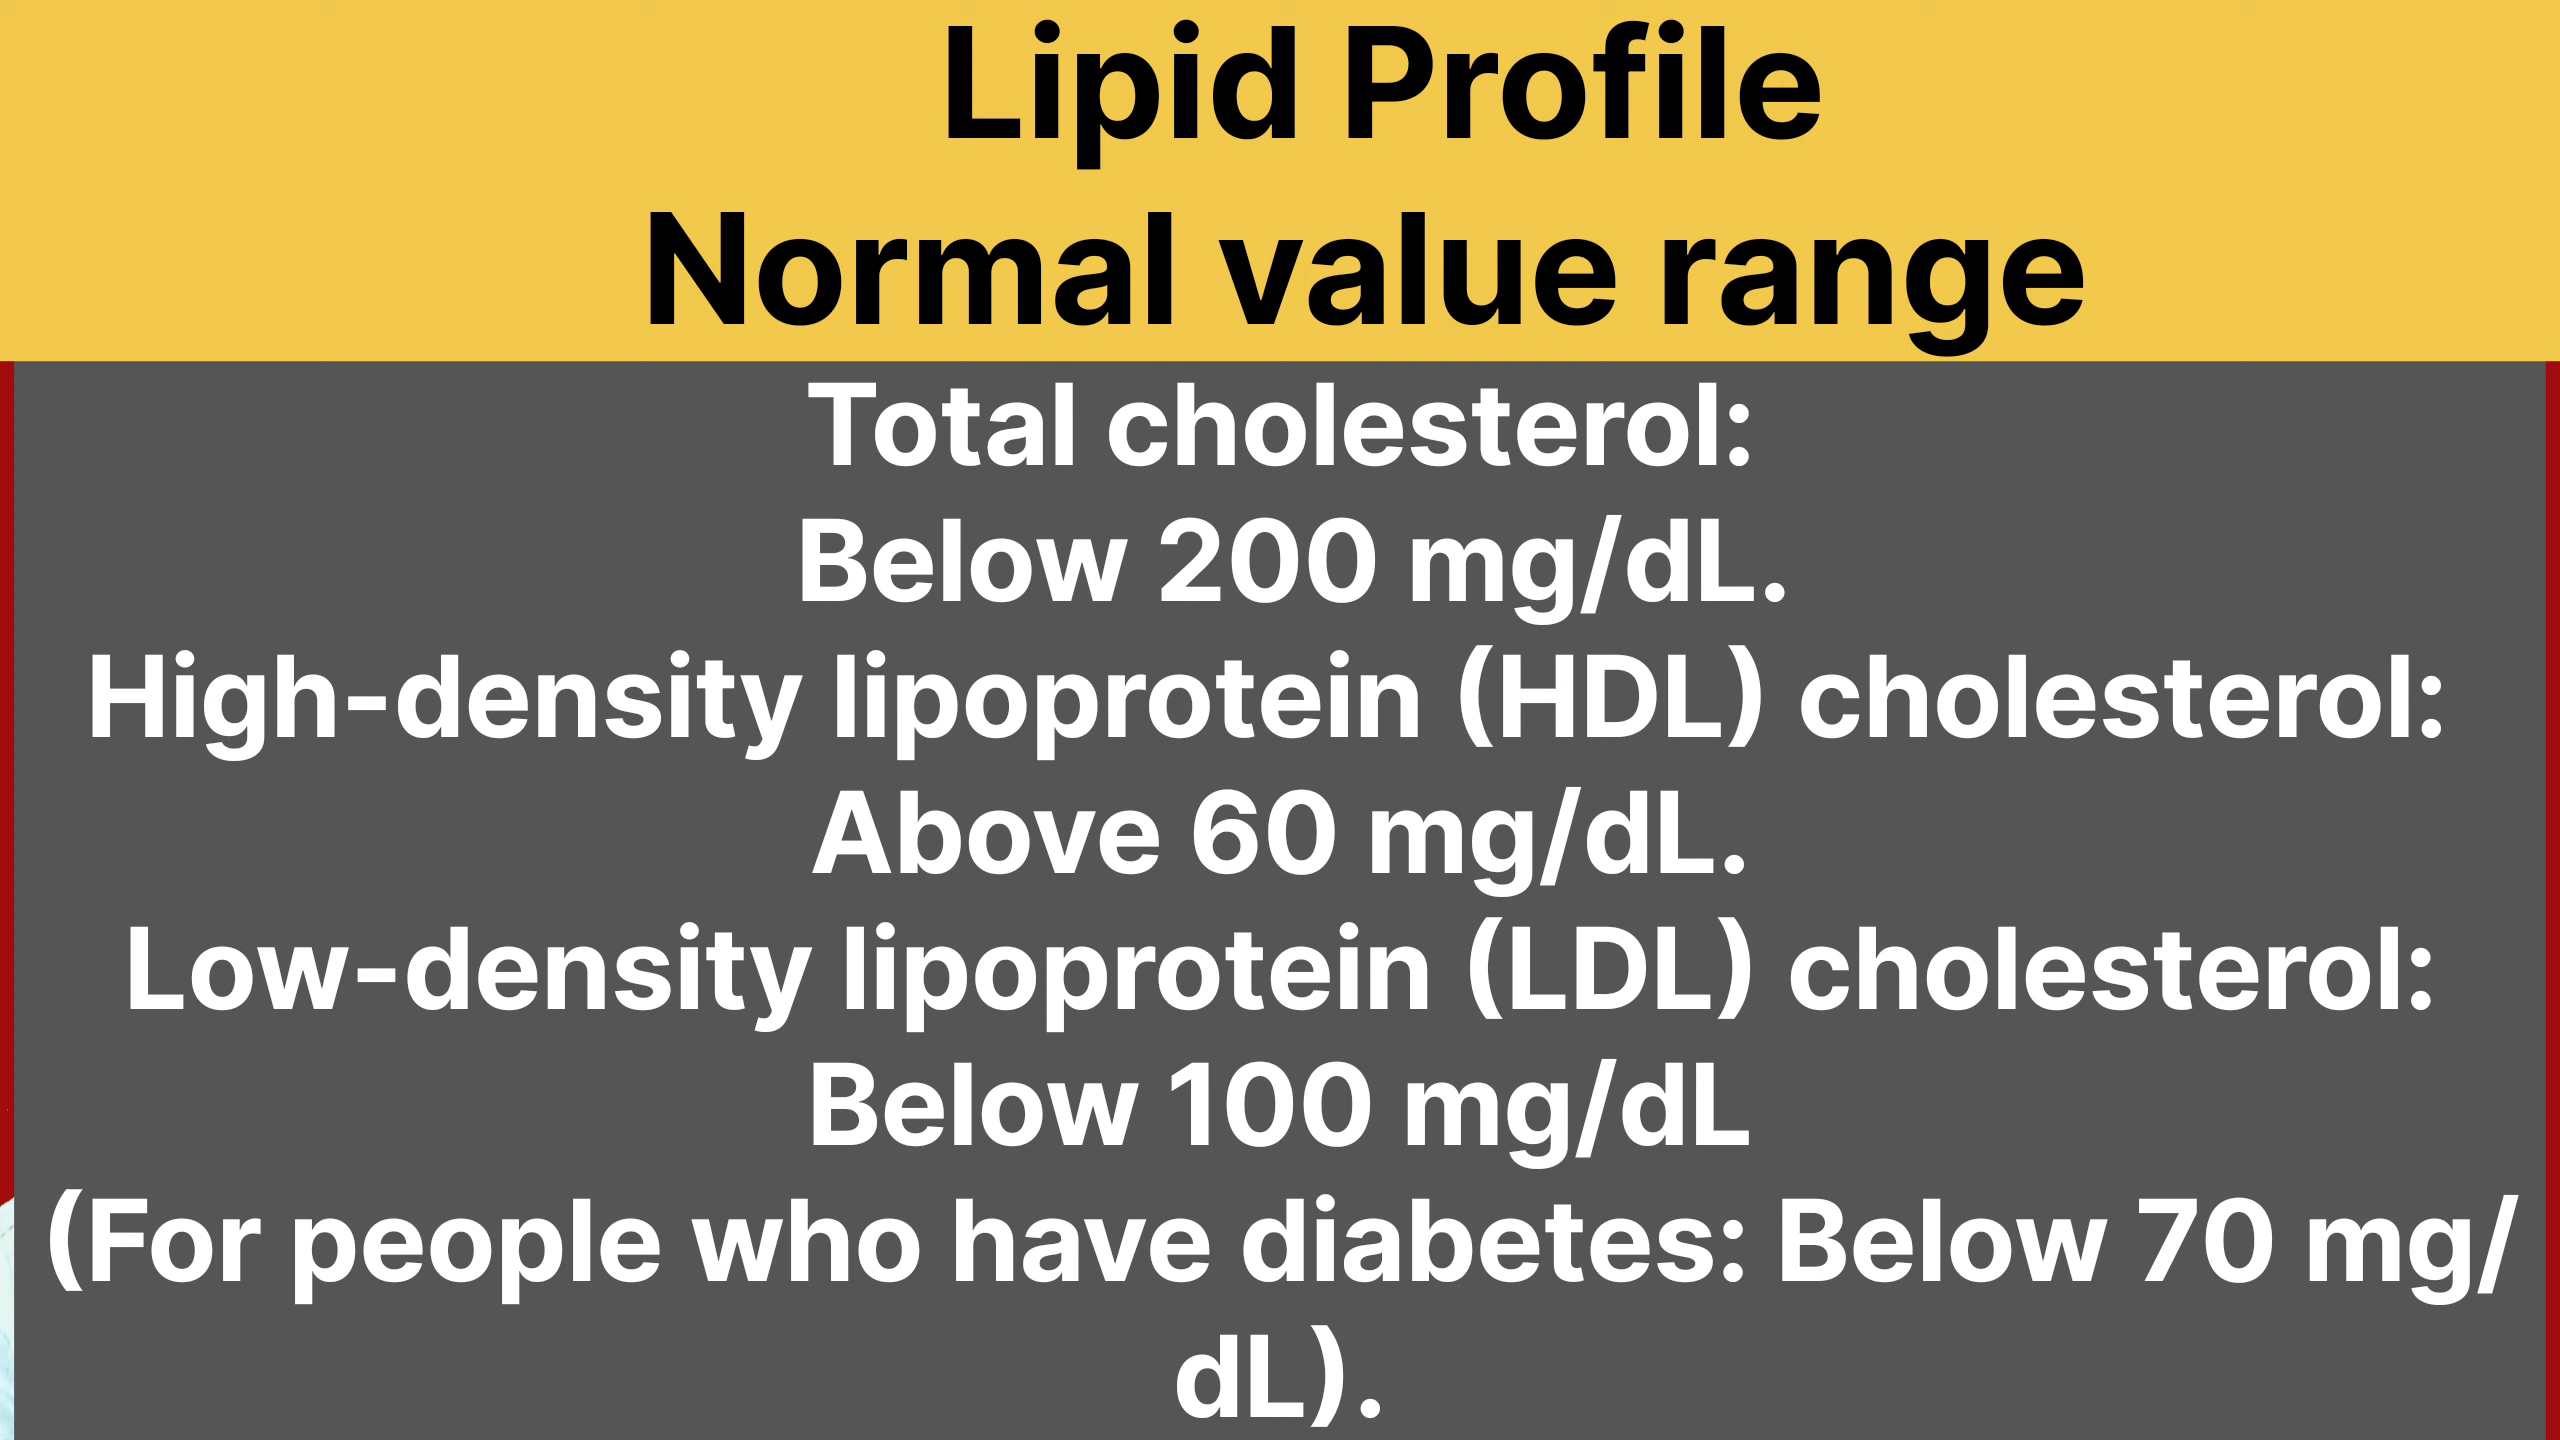 Lipid Profile
Normal value range
Total cholesterol:
Below 200 mg/dL.
High-density lipoprotein (HDL) cholesterol:
Above 60 mg/dL.
Low-density lipoprotein (LDL) cholesterol:
Below 100 mg/dL
(For people who have diabetes: Below 70 mg/
dL).